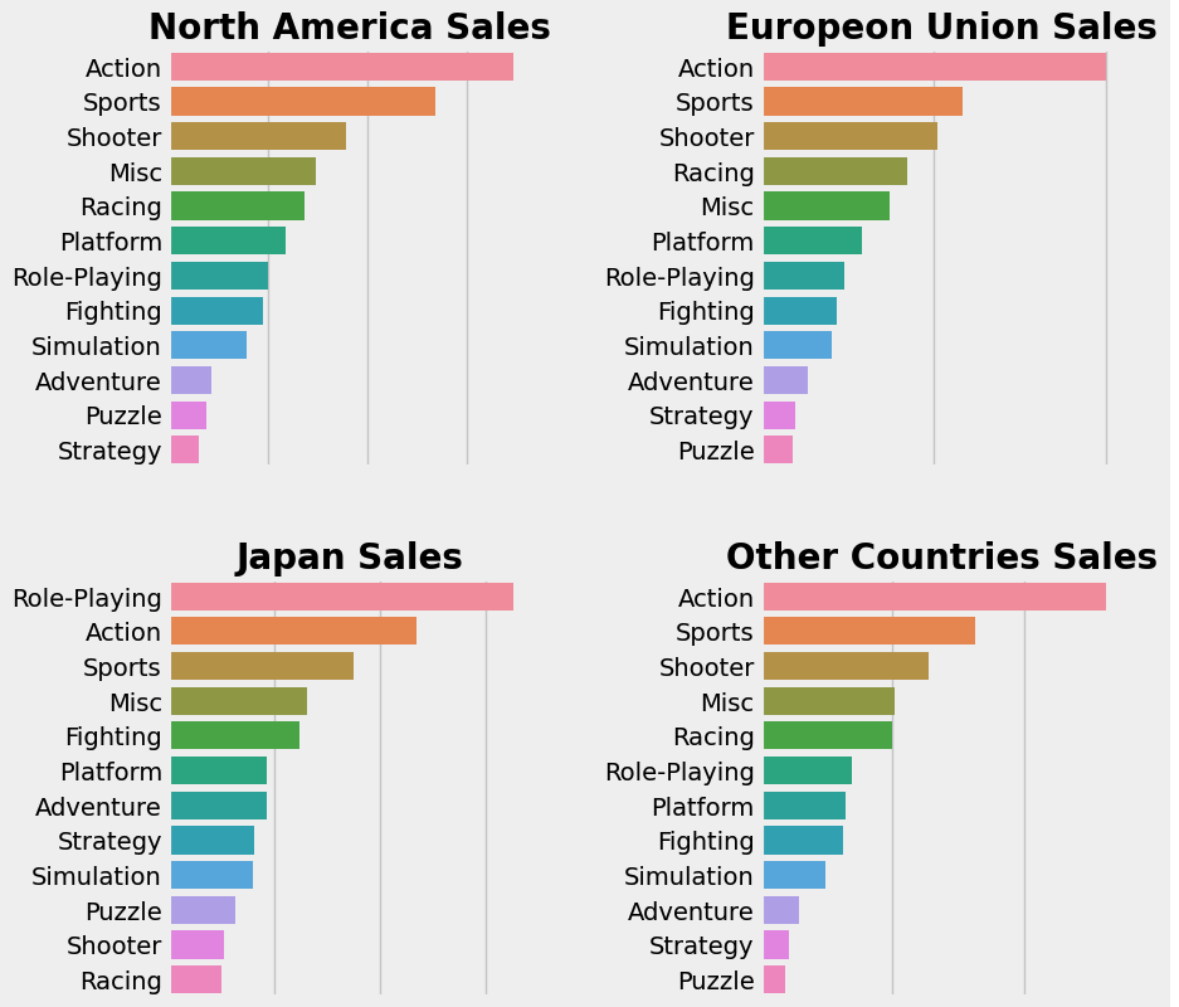 North America Sales
Action
Sports
Shooter
Misc
Racing
Platform
Role-Playing
Fighting
Simulation
Adventure
Puzzle
Strategy
Europeon Union Sales
Action
Sports
Shooter
Racing
Misc
Platform
Role-Playing
Fighting
Simulation
Adventure
Strategy
Puzzle
Japan Sales
Role-Playing
Action
Sports
Misc
Fighting
Platform
Adventure
Strategy
Simulation
Puzzle
Shooter
Racing
Other Countries Sales
Action
Sports
Shooter
Misc
Racing
Role-Playing
Platform
Fighting
Simulation
Adventure
Strategy
Puzzle